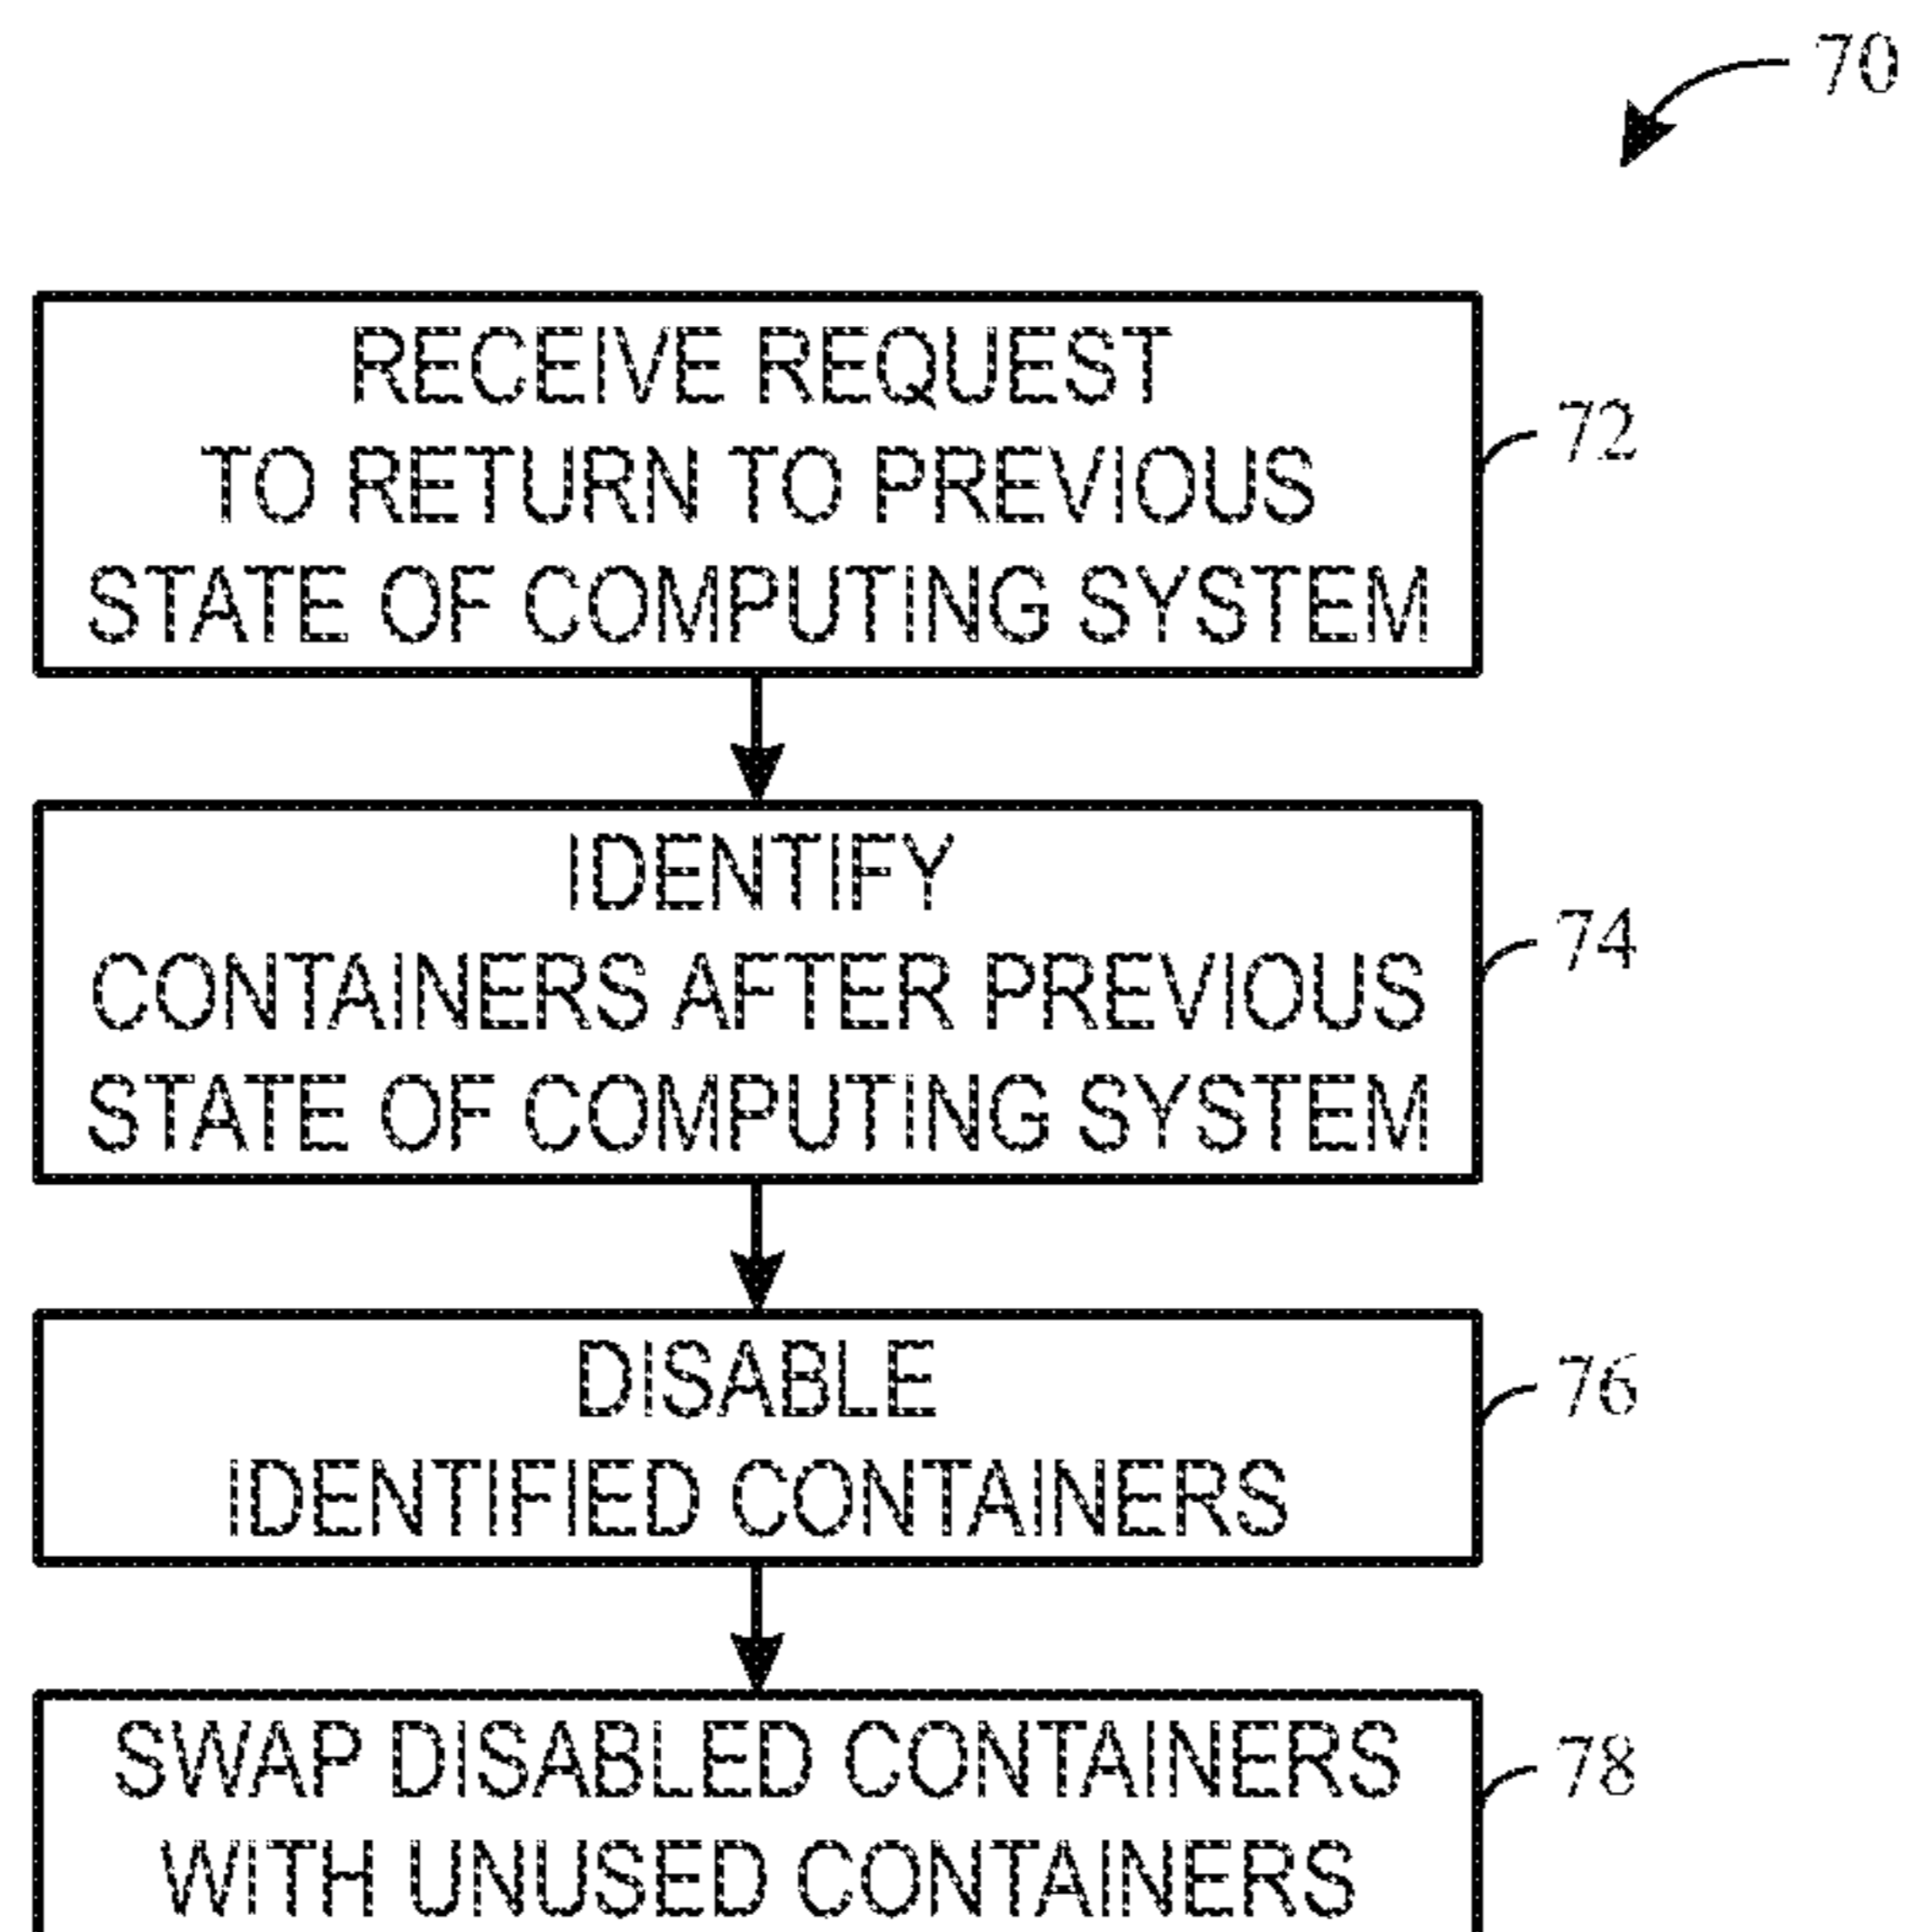 70
RECEIVE REQUEST
TO RETURN TO PREVIOUS
STATE OF COMPUTING SYSTEM
72
IDENTIFY
CONTAINERS AFTER PREVIOUS
STATE OF COMPUTING SYSTEM
74
DISABLE
IDENTIFIED CONTAINERS
76
SWAP DISABLED CONTAINERS
WITH UNUSED CONTAINERS
78